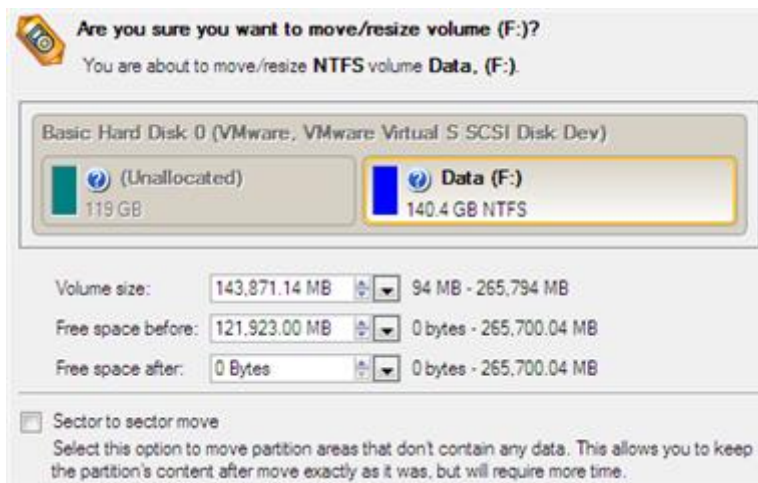 Are you sure you want to move/resize volume (F:)?
You are about to move/resize NTFS volume Data, (F:).
Basic Hard Disk 0 (VMware, VMware Virtual S SCSI Disk Dev)
(Unallocated)
119 GB
Data (F:)
140.4 GB NTFS
Volume size: 143,871.14 MB 94 MB - 265,794 MB
Free space before: 121,923.00 MB 0 bytes - 265,700.04 MB
Free space after: 0 Bytes 0 bytes - 265,700.04 MB
Sector to sector move
Select this option to move partition areas that don't contain any data. This allows you to keep
the partition's content after move exactly as it was, but will require more time.